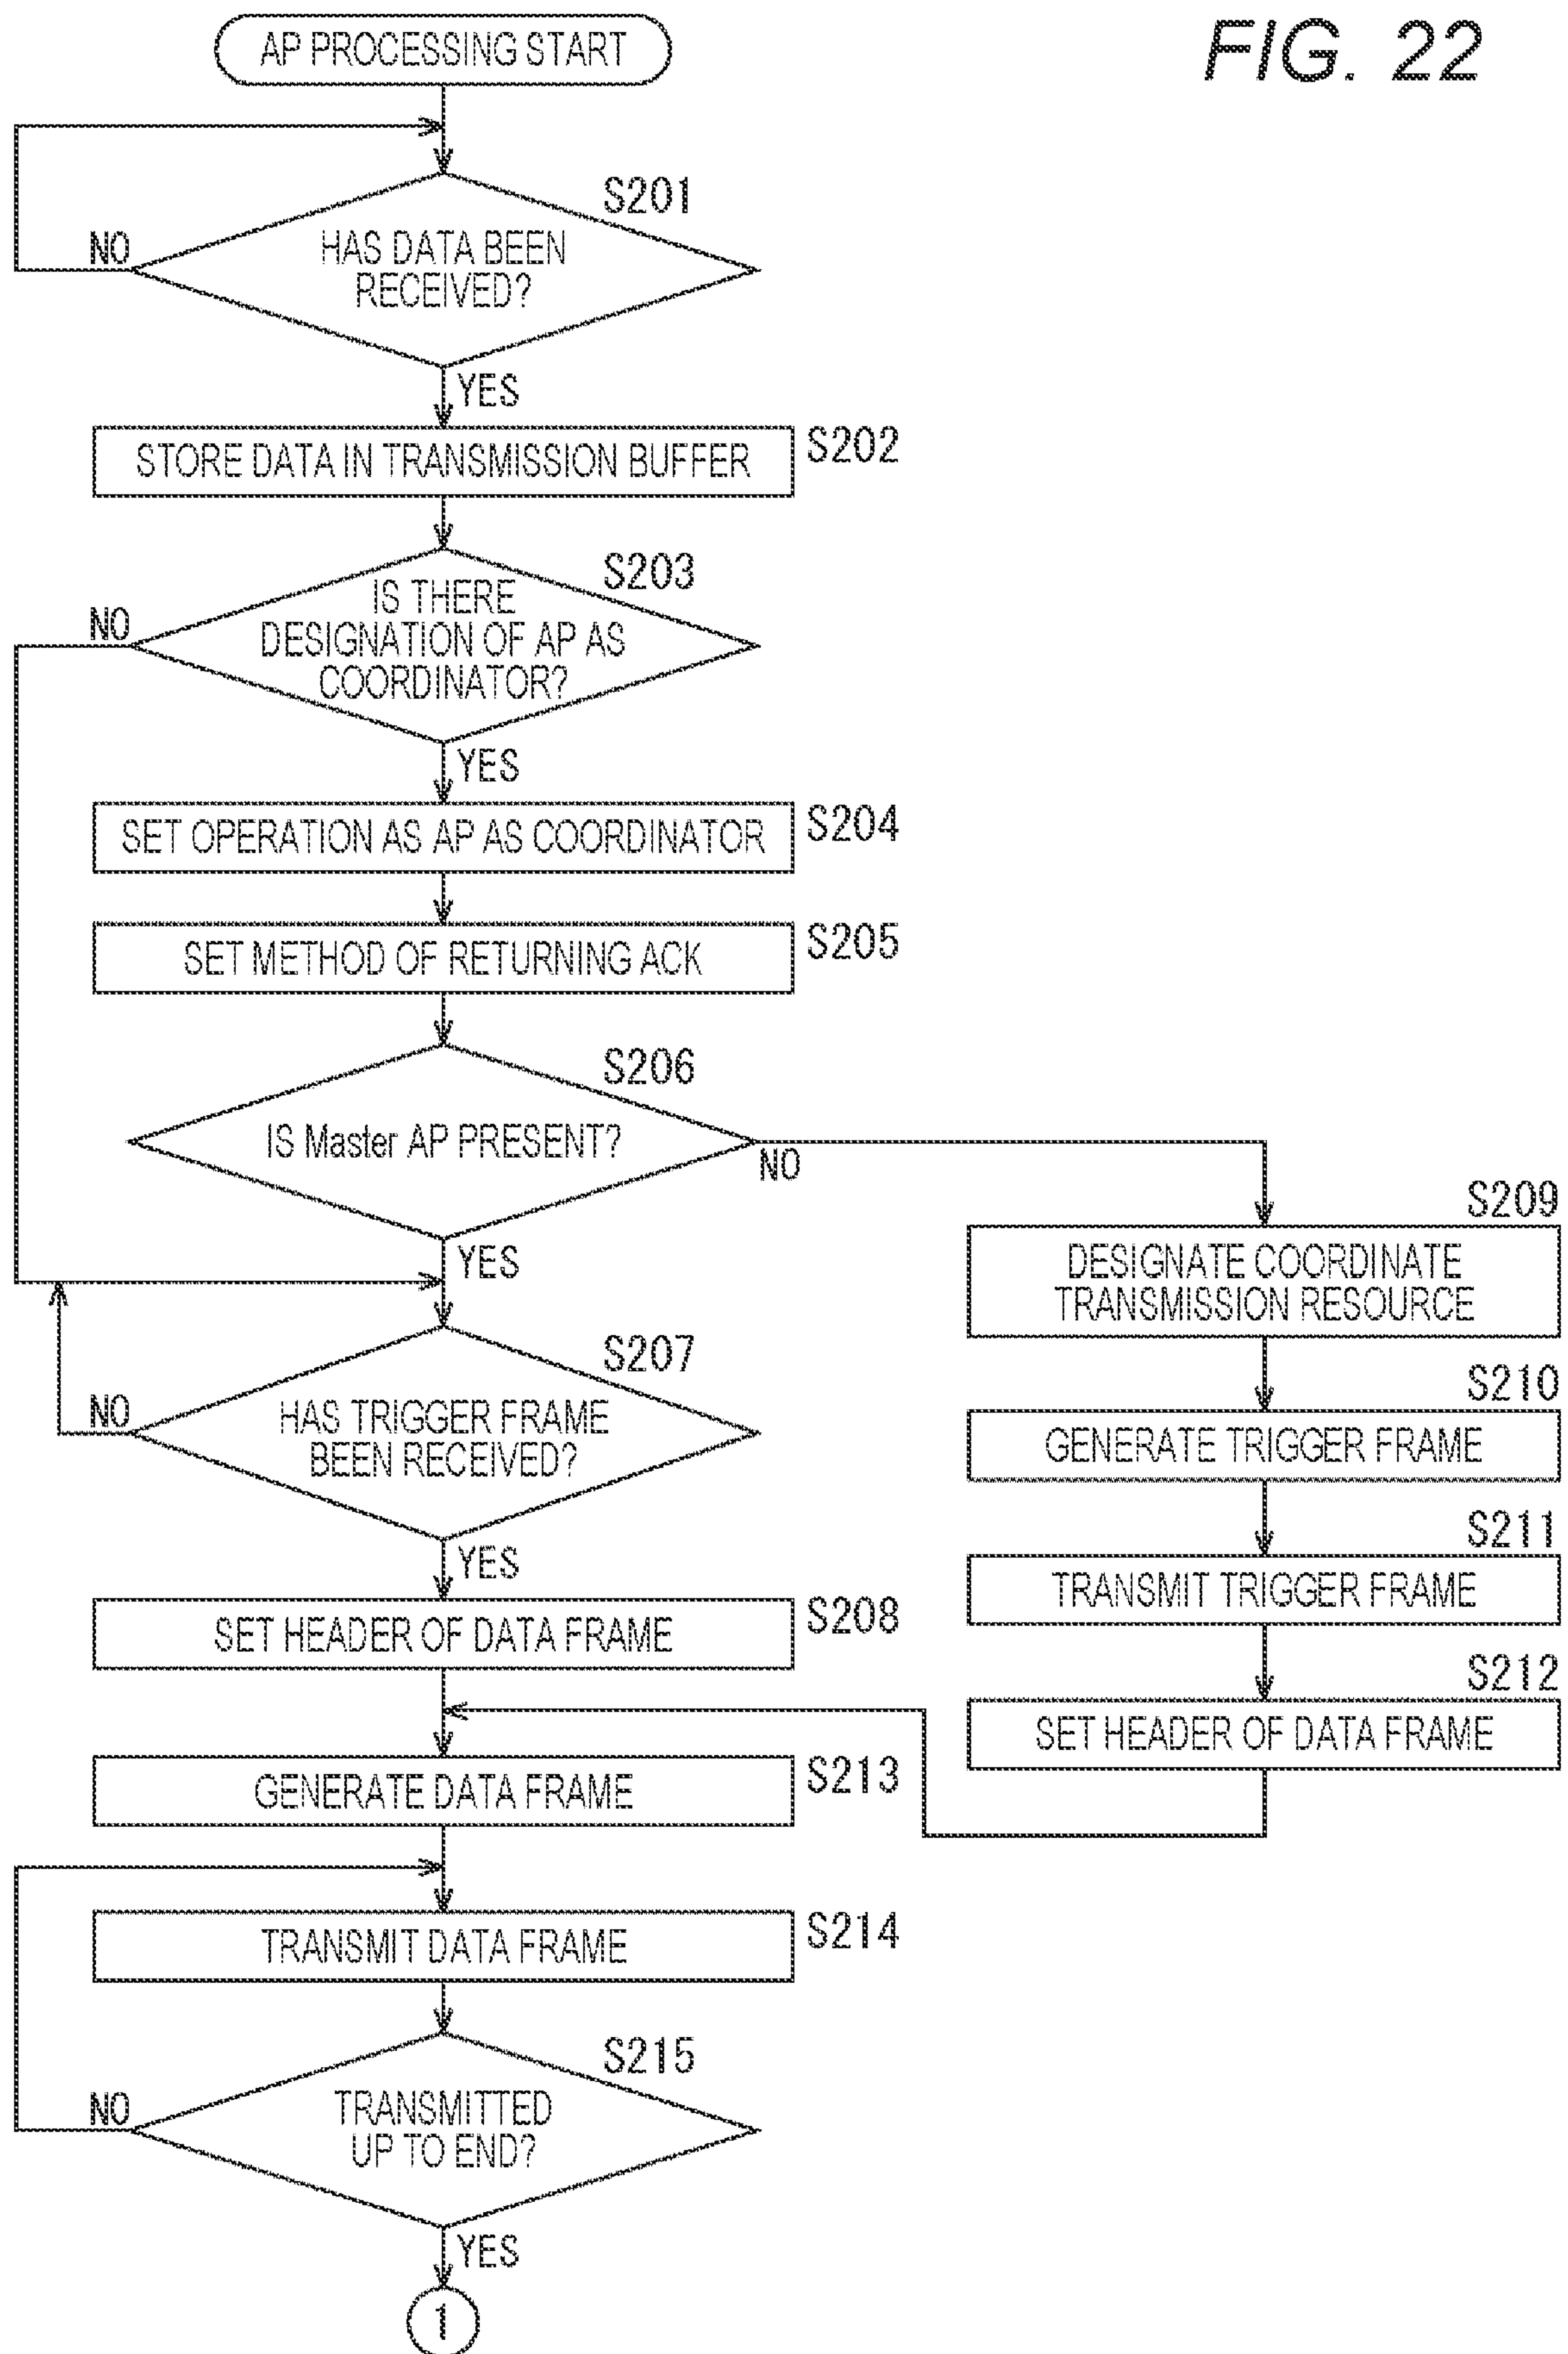 FIG. 22
AP PROCESSING START
S201
HAS DATA BEEN
RECEIVED?
NO
YES
STORE DATA IN TRANSMISSION BUFFER
S202
S203
IS THERE
DESIGNATION OF AP AS
COORDINATOR?
NO
YES
SET OPERATION AS AP AS COORDINATOR
S204
SET METHOD OF RETURNING ACK
S205
S206
IS Master AP PRESENT?
NO
YES
S207
HAS TRIGGER FRAME
BEEN RECEIVED?
NO
YES
SET HEADER OF DATA FRAME
S208
S209
DESIGNATE COORDINATE
TRANSMISSION RESOURCE
S210
GENERATE TRIGGER FRAME
S211
TRANSMIT TRIGGER FRAME
S212
SET HEADER OF DATA FRAME
GENERATE DATA FRAME
S213
TRANSMIT DATA FRAME
S214
S215
TRANSMITTED
UP TO END?
NO
YES
1